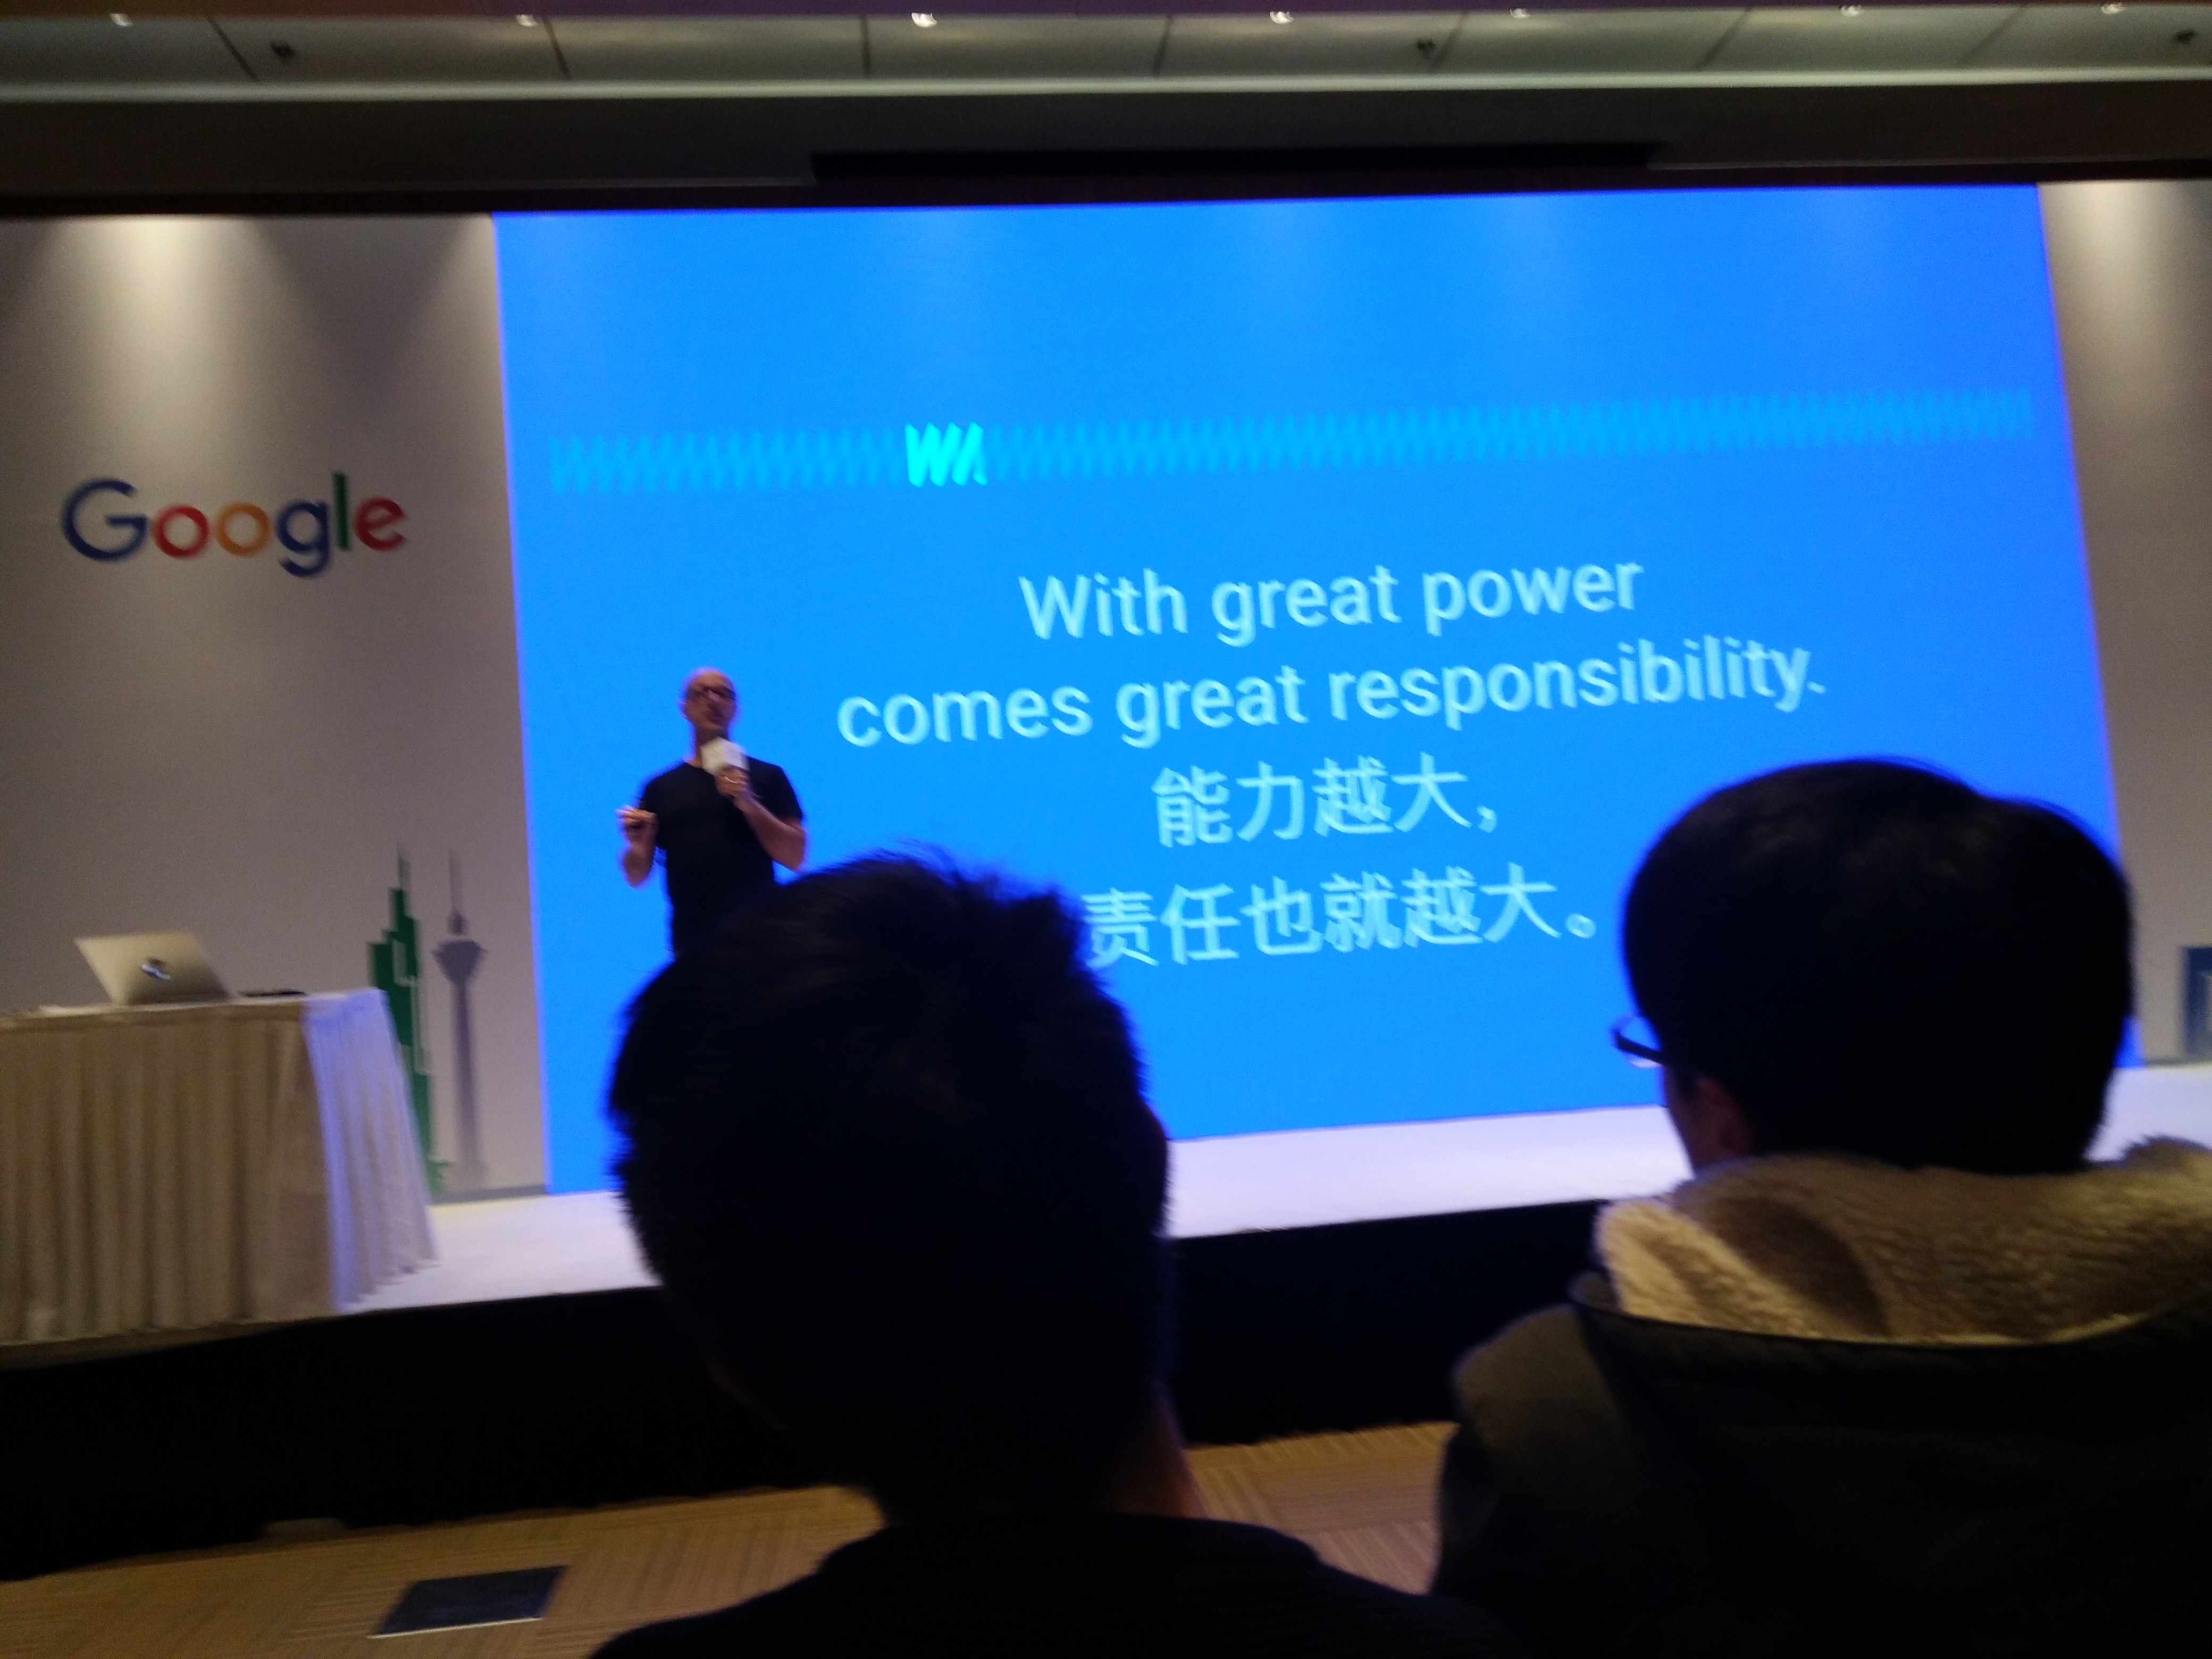 Google
WA
With great power
comes great responsibility.
能力越大，
责任也就越大。